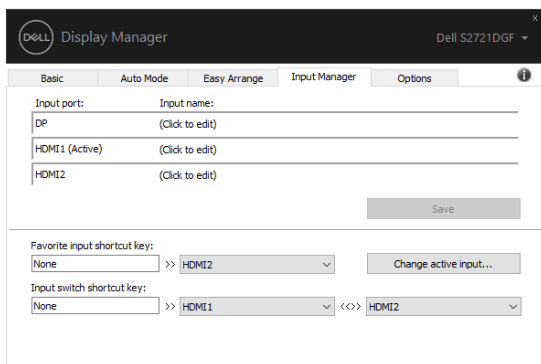 DELL Display Manager Dell S2721DGF
Basic Auto Mode Easy Arrange Input Manager Options
Input port: Input name:
DP (Click to edit)
HDMI1 (Active) (Click to edit)
HDMI2 (Click to edit)
Save
Favorite input shortcut key:
None >> HDMI2 Change active input...
Input switch shortcut key:
None >> HDMI1 <<>> HDMI2